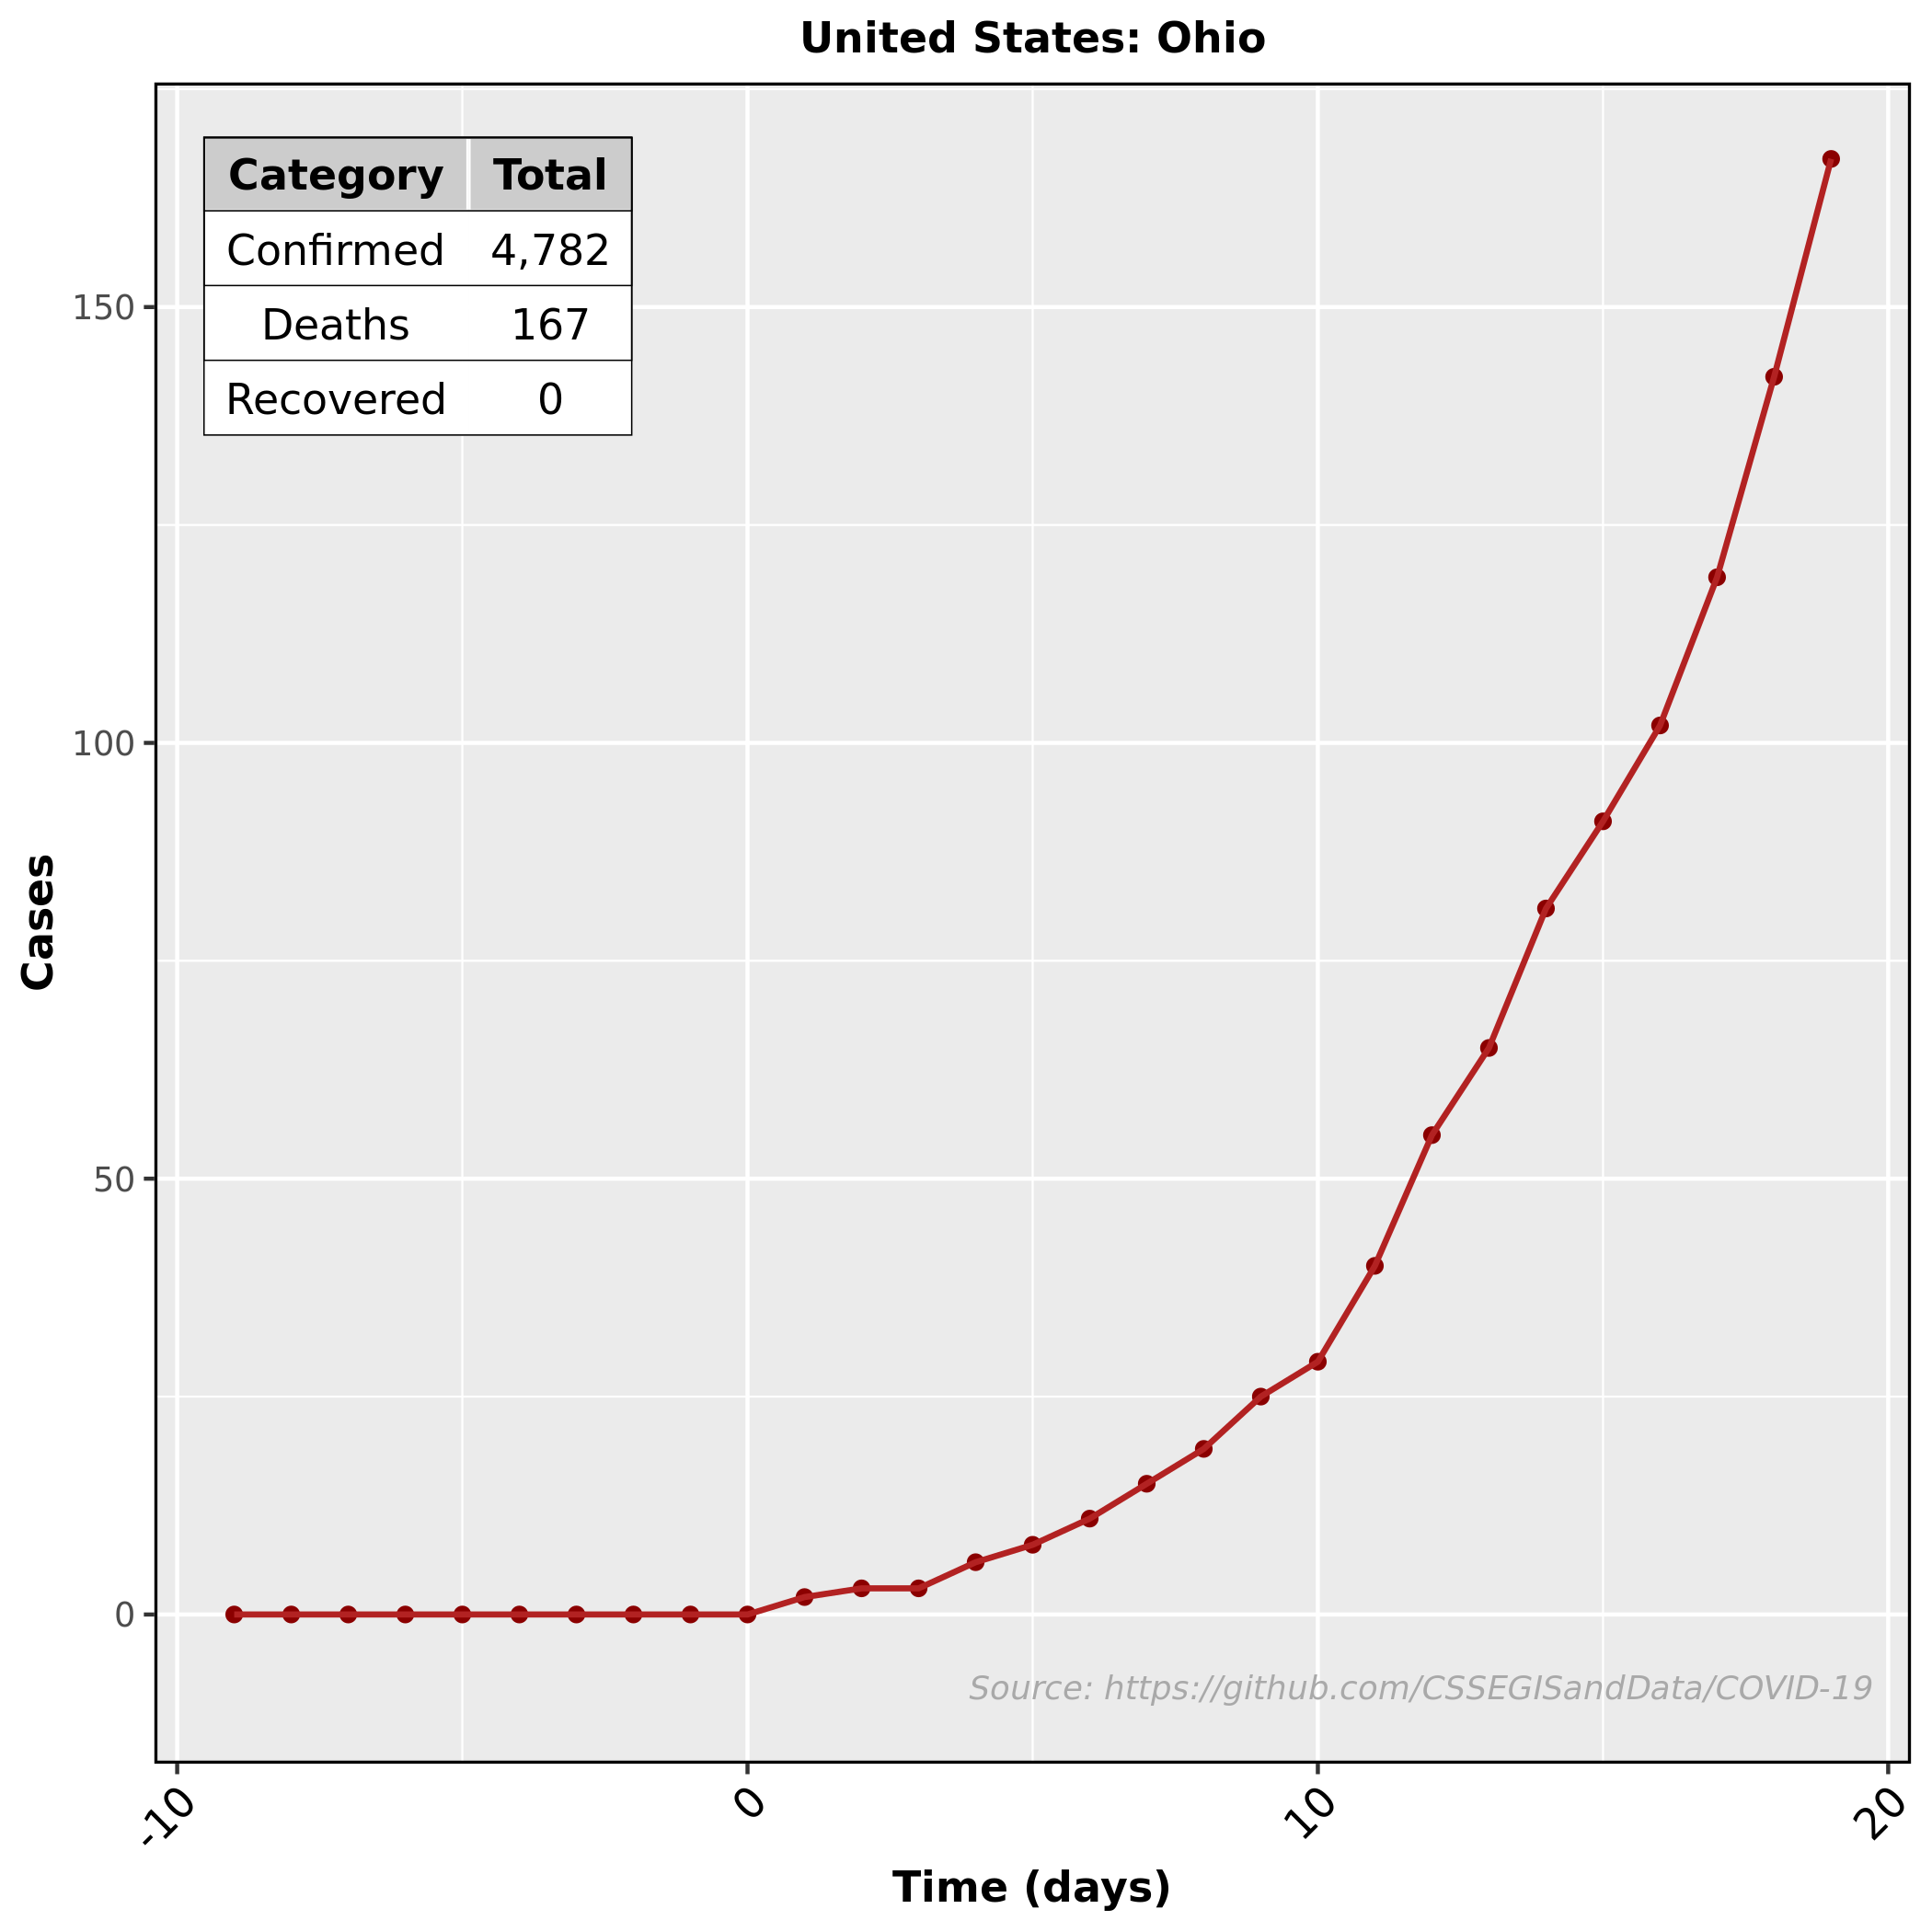 United States: Ohio
Category Total
Confirmed 4,782
Deaths 167
Recovered 0
150
100
50
0
Cases
Source: https://github.com/CSSEGISandData/COVID-19
-10 0 10 20
Time (days)